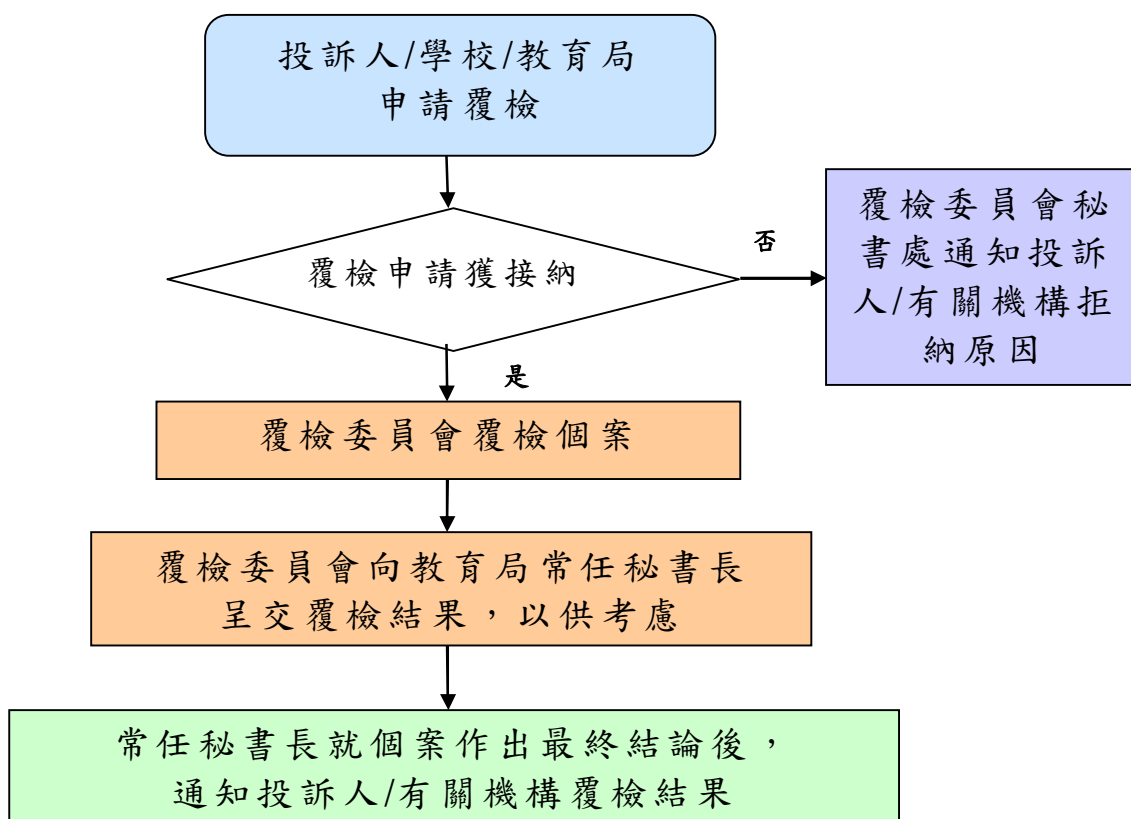 投訴人/學校/教育局
申請覆檢
覆檢申請獲接納
否
覆檢委員會秘
書處通知投訴
人/有關機構拒
納原因
是
覆檢委員會覆檢個案
覆檢委員會向教育局常任秘書長
呈交覆檢結果，以供考慮
常任秘書長就個案作出最終結論後，
通知投訴人/有關機構覆檢結果